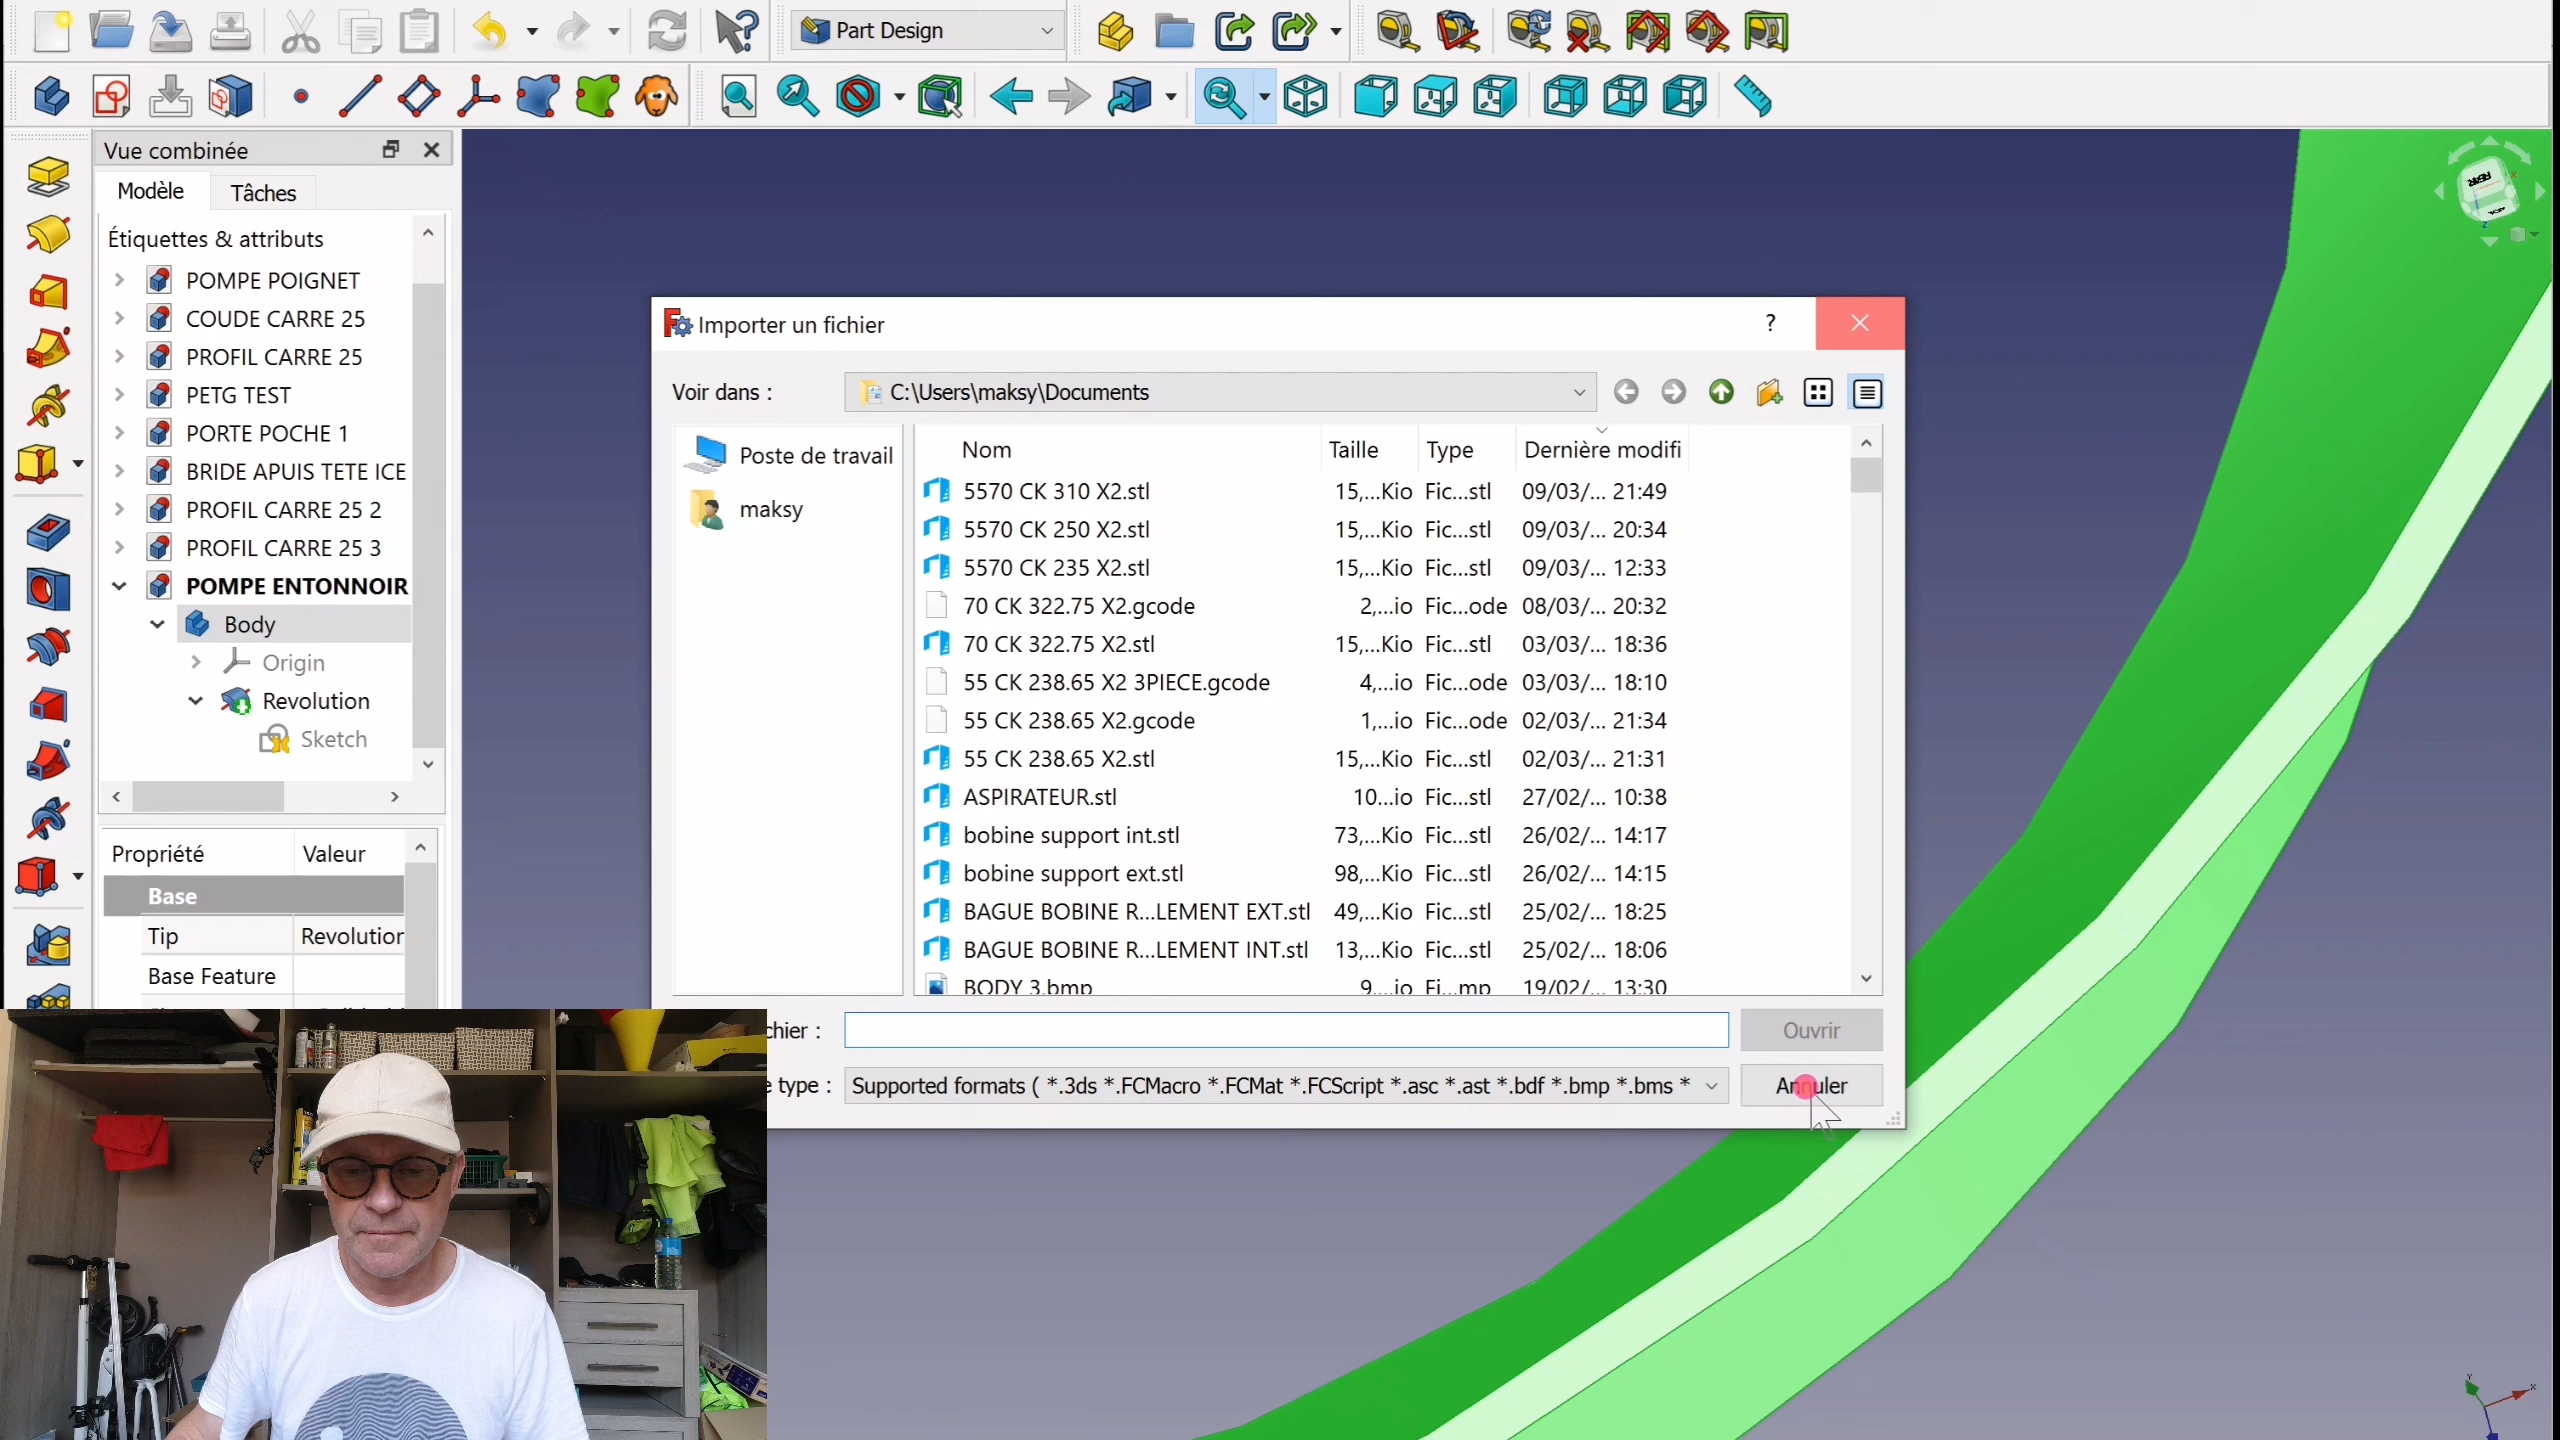 Part Design
Vue combinée
Modèle
Tâches
Étiquettes & attributs
POMPE POIGNET
COUDE CARRE 25
PROFIL CARRE 25
PETG TEST
PORTE POCHE 1
BRIDE APUIS TETE ICE
PROFIL CARRE 25 2
PROFIL CARRE 25 3
POMPE ENTONNOIR
Body
Origin
Revolution
Sketch
Propriété Valeur
Base
Tip Revolutior
Base Feature
REAR
Importer un fichier ?
Voir dans : C:\Users\maksy\Documents
Poste de travail
maksy
Nom Taille Type Dernière modifi
5570 CK 310 X2.stl 15,...Kio Fic...stl 09/03/... 21:49
5570 CK 250 X2.stl 15,...Kio Fic...stl 09/03/... 20:34
5570 CK 235 X2.stl 15,...Kio Fic...stl 09/03/... 12:33
70 CK 322.75 X2.gcode 2,...io Fic...ode 08/03/... 20:32
70 CK 322.75 X2.stl 15,...Kio Fic...stl 03/03/... 18:36
55 CK 238.65 X2 3PIECE.gcode 4,...io Fic...ode 03/03/... 18:10
55 CK 238.65 X2.gcode 1,...io Fic...ode 02/03/... 21:34
55 CK 238.65 X2.stl 15,...Kio Fic...stl 02/03/... 21:31
ASPIRATEUR.stl 10...io Fic...stl 27/02/... 10:38
bobine support int.stl 73,...Kio Fic...stl 26/02/... 14:17
bobine support ext.stl 98,...Kio Fic...stl 26/02/... 14:15
BAGUE BOBINE R...LEMENT EXT.stl 49,...Kio Fic...stl 25/02/... 18:25
BAGUE BOBINE R...LEMENT INT.stl 13,...Kio Fic...stl 25/02/... 18:06
BODY 3.bmp 9....io Fi...mp 19/02/... 13:30
chier : Ouvrir
e type : Supported formats ( *.3ds *.FCMacro *.FCMat *.FCScript *.asc *.ast *.bdf *.bmp *.bms * Annuler